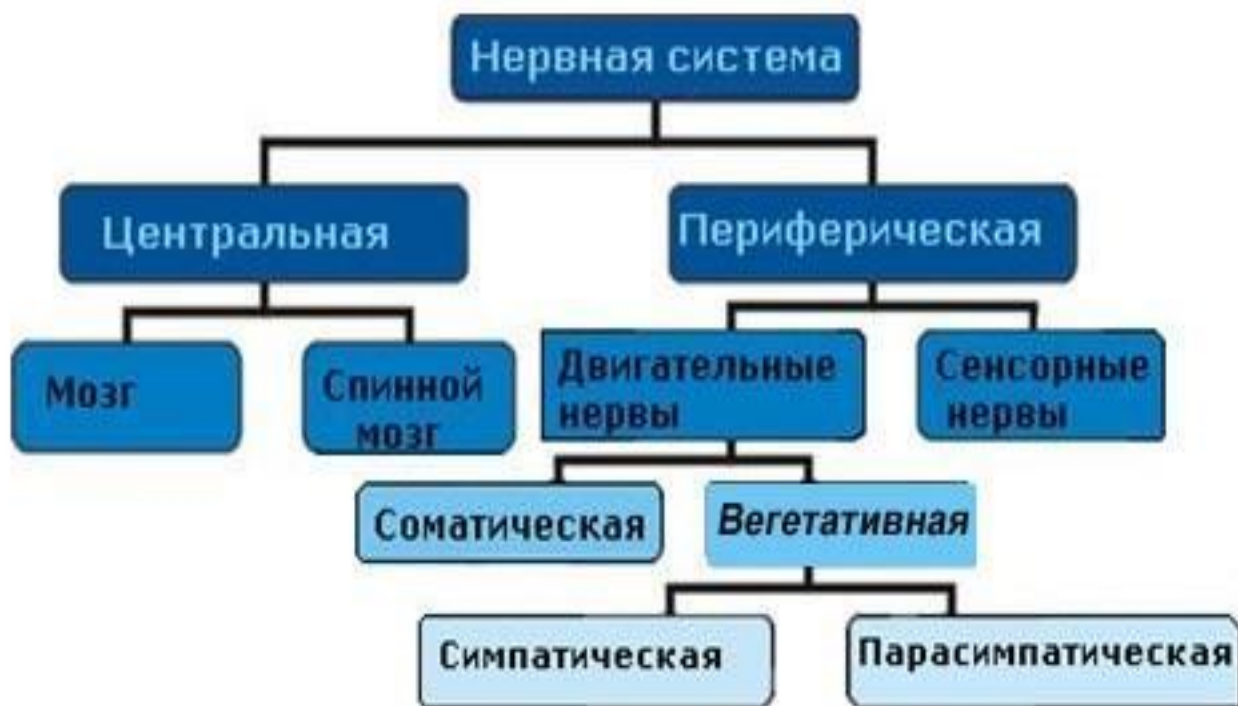 Нервная система
Центральная
Периферическая
Мозг
Спинной
мозг
Двигательные
нервы
Сенсорные
нервы
Соматическая
Вегетативная
Симпатическая
Парасимпатическая